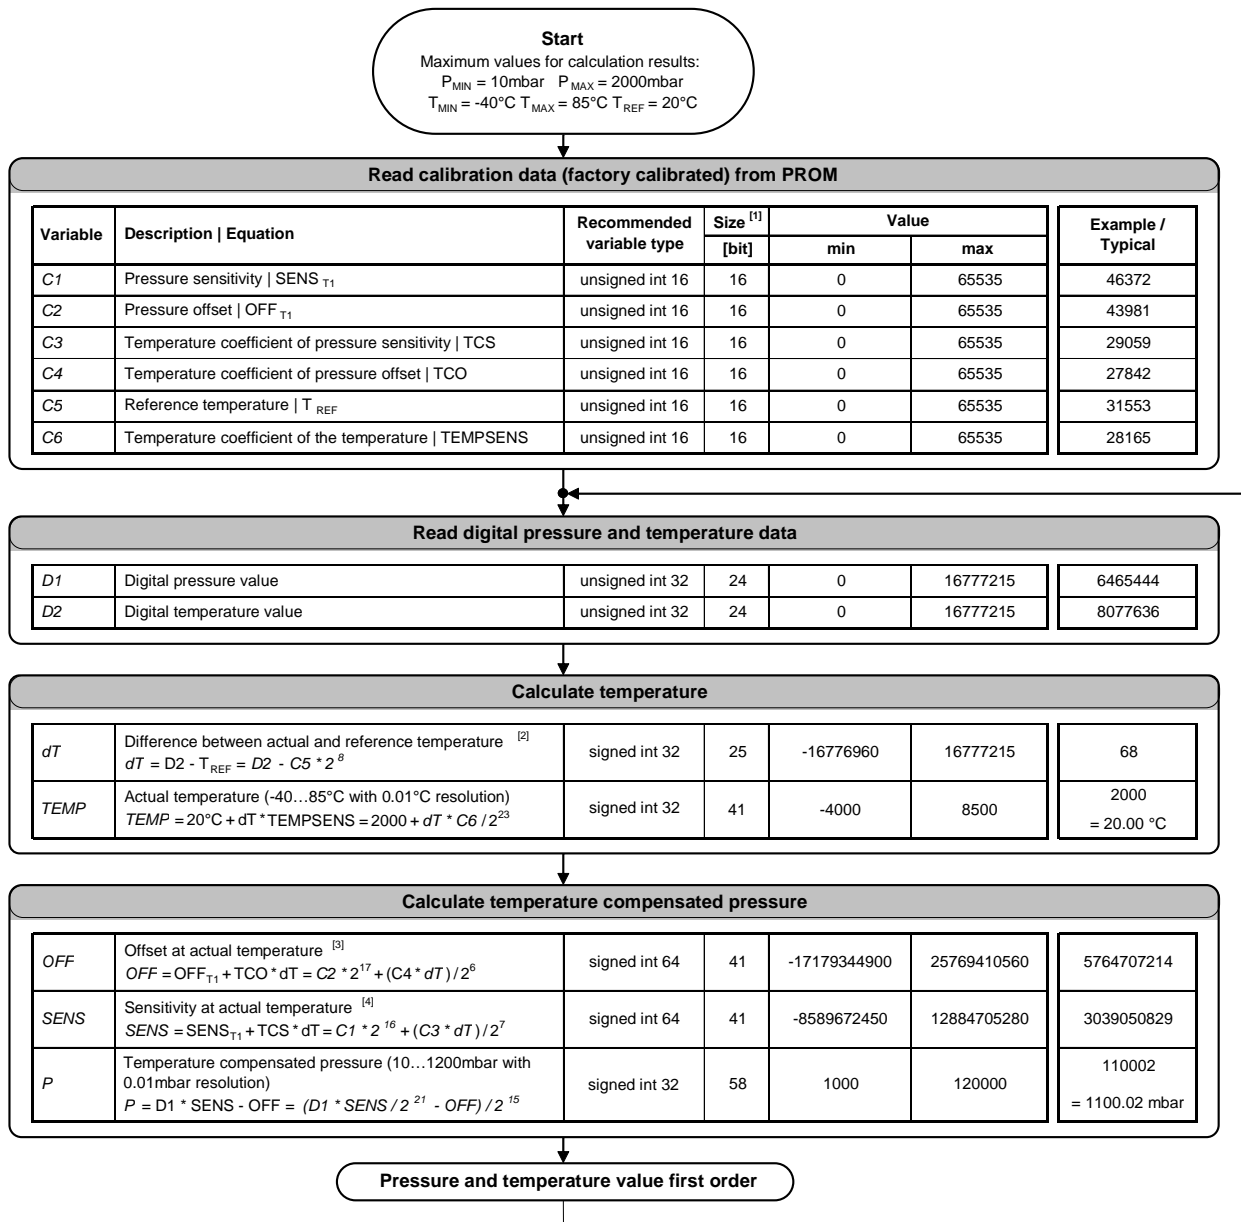 Start
Maximum values for calculation results:
P MIN = 10mbar P MAX = 2000mbar
T MIN = -40°C T MAX = 85°C T REF = 20°C
Read calibration data (factory calibrated) from PROM
Variable Description | Equation Recommended variable type Size [1] [bit] Value min max Example / Typical
C1 Pressure sensitivity | SENS T1 unsigned int 16 16 0 65535 46372
C2 Pressure offset | OFF T1 unsigned int 16 16 0 65535 43981
C3 Temperature coefficient of pressure sensitivity | TCS unsigned int 16 16 0 65535 29059
C4 Temperature coefficient of pressure offset | TCO unsigned int 16 16 0 65535 27842
C5 Reference temperature | T REF unsigned int 16 16 0 65535 31553
C6 Temperature coefficient of the temperature | TEMPSENS unsigned int 16 16 0 65535 28165
Read digital pressure and temperature data
D1 Digital pressure value unsigned int 32 24 0 16777215 6465444
D2 Digital temperature value unsigned int 32 24 0 16777215 8077636
Calculate temperature
dT Difference between actual and reference temperature [2]
dT = D2 - T REF = D2 - C5 * 2 8 signed int 32 25 -16776960 16777215 68
TEMP Actual temperature (-40…85°C with 0.01°C resolution)
TEMP = 20°C + dT * TEMPSENS = 2000 + dT * C6 / 2 23 signed int 32 41 -4000 8500 2000
= 20.00 °C
Calculate temperature compensated pressure
OFF Offset at actual temperature [3]
OFF = OFF T1 + TCO * dT = C2 * 2 17 + (C4 * dT) / 2 6 signed int 64 41 -17179344900 25769410560 5764707214
SENS Sensitivity at actual temperature [4]
SENS = SENS T1 + TCS * dT = C1 * 2 16 + (C3 * dT) / 2 7 signed int 64 41 -8589672450 12884705280 3039050829
P Temperature compensated pressure (10…1200mbar with
0.01mbar resolution) signed int 32 58 1000 120000 110002
P = D1 * SENS - OFF = (D1 * SENS / 2 21 - OFF) / 2 15 = 1100.02 mbar
Pressure and temperature value first order